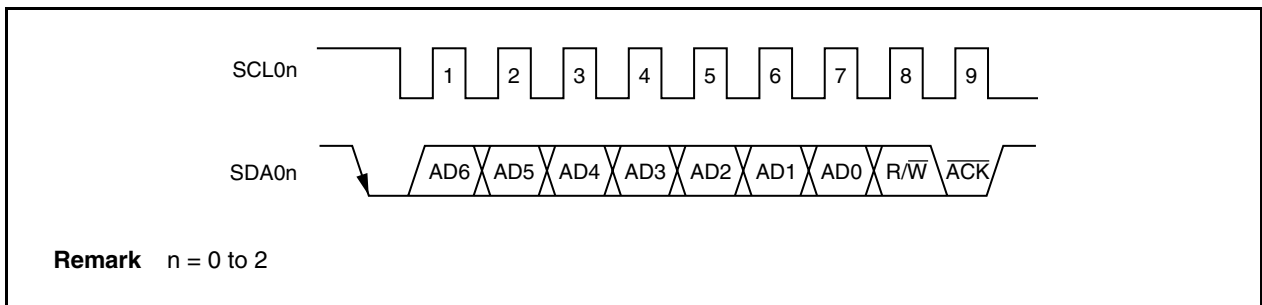 SCL0n 1 2 3 4 5 6 7 8 9
SDA0n AD6 AD5 AD4 AD3 AD2 AD1 AD0 R/W̅ A̅C̅K̅
Remark n = 0 to 2